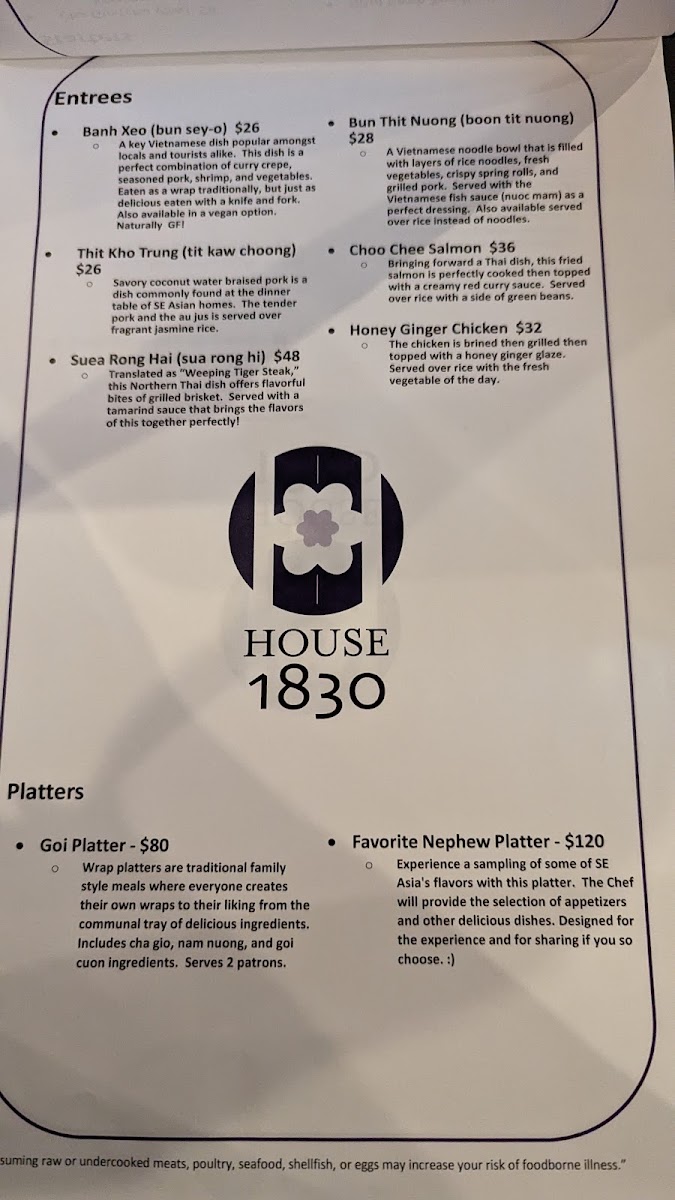 Entrees
• Banh Xeo (bun sey-o) $26
○ A key Vietnamese dish popular amongst
locals and tourists alike. This dish is a
perfect combination of curry crepe,
seasoned pork, shrimp, and vegetables.
Eaten as a wrap traditionally, but just as
delicious eaten with a knife and fork.
Also available in a vegan option.
Naturally GF!
• Thit Kho Trung (tit kaw choong)
$26
○ Savory coconut water braised pork is a
dish commonly found at the dinner
table of SE Asian homes. The tender
pork and the au jus is served over
fragrant jasmine rice.
• Suea Rong Hai (sua rong hi) $48
○ Translated as "Weeping Tiger Steak,"
this Northern Thai dish offers flavorful
bites of grilled brisket. Served with a
tamarind sauce that brings the flavors
of this together perfectly!
• Bun Thit Nuong (boon tit nuong)
$28
○ A Vietnamese noodle bowl that is filled
with layers of rice noodles, fresh
vegetables, crispy spring rolls, and
grilled pork. Served with the
Vietnamese fish sauce (nuoc mam) as a
perfect dressing. Also available served
over rice instead of noodles.
• Choo Chee Salmon $36
○ Bringing forward a Thai dish, this fried
salmon is perfectly cooked then topped
with a creamy red curry sauce. Served
over rice with a side of green beans.
• Honey Ginger Chicken $32
○ The chicken is brined then grilled then
topped with a honey ginger glaze.
Served over rice with the fresh
vegetable of the day.
HOUSE
1830
Platters
• Goi Platter - $80
○ Wrap platters are traditional family
style meals where everyone creates
their own wraps to their liking from the
communal tray of delicious ingredients.
Includes cha gio, nam nuong, and goi
cuon ingredients. Serves 2 patrons.
• Favorite Nephew Platter - $120
○ Experience a sampling of some of SE
Asia's flavors with this platter. The Chef
will provide the selection of appetizers
and other delicious dishes. Designed for
the experience and for sharing if you so
choose. :)
suming raw or undercooked meats, poultry, seafood, shellfish, or eggs may increase your risk of foodborne illness."